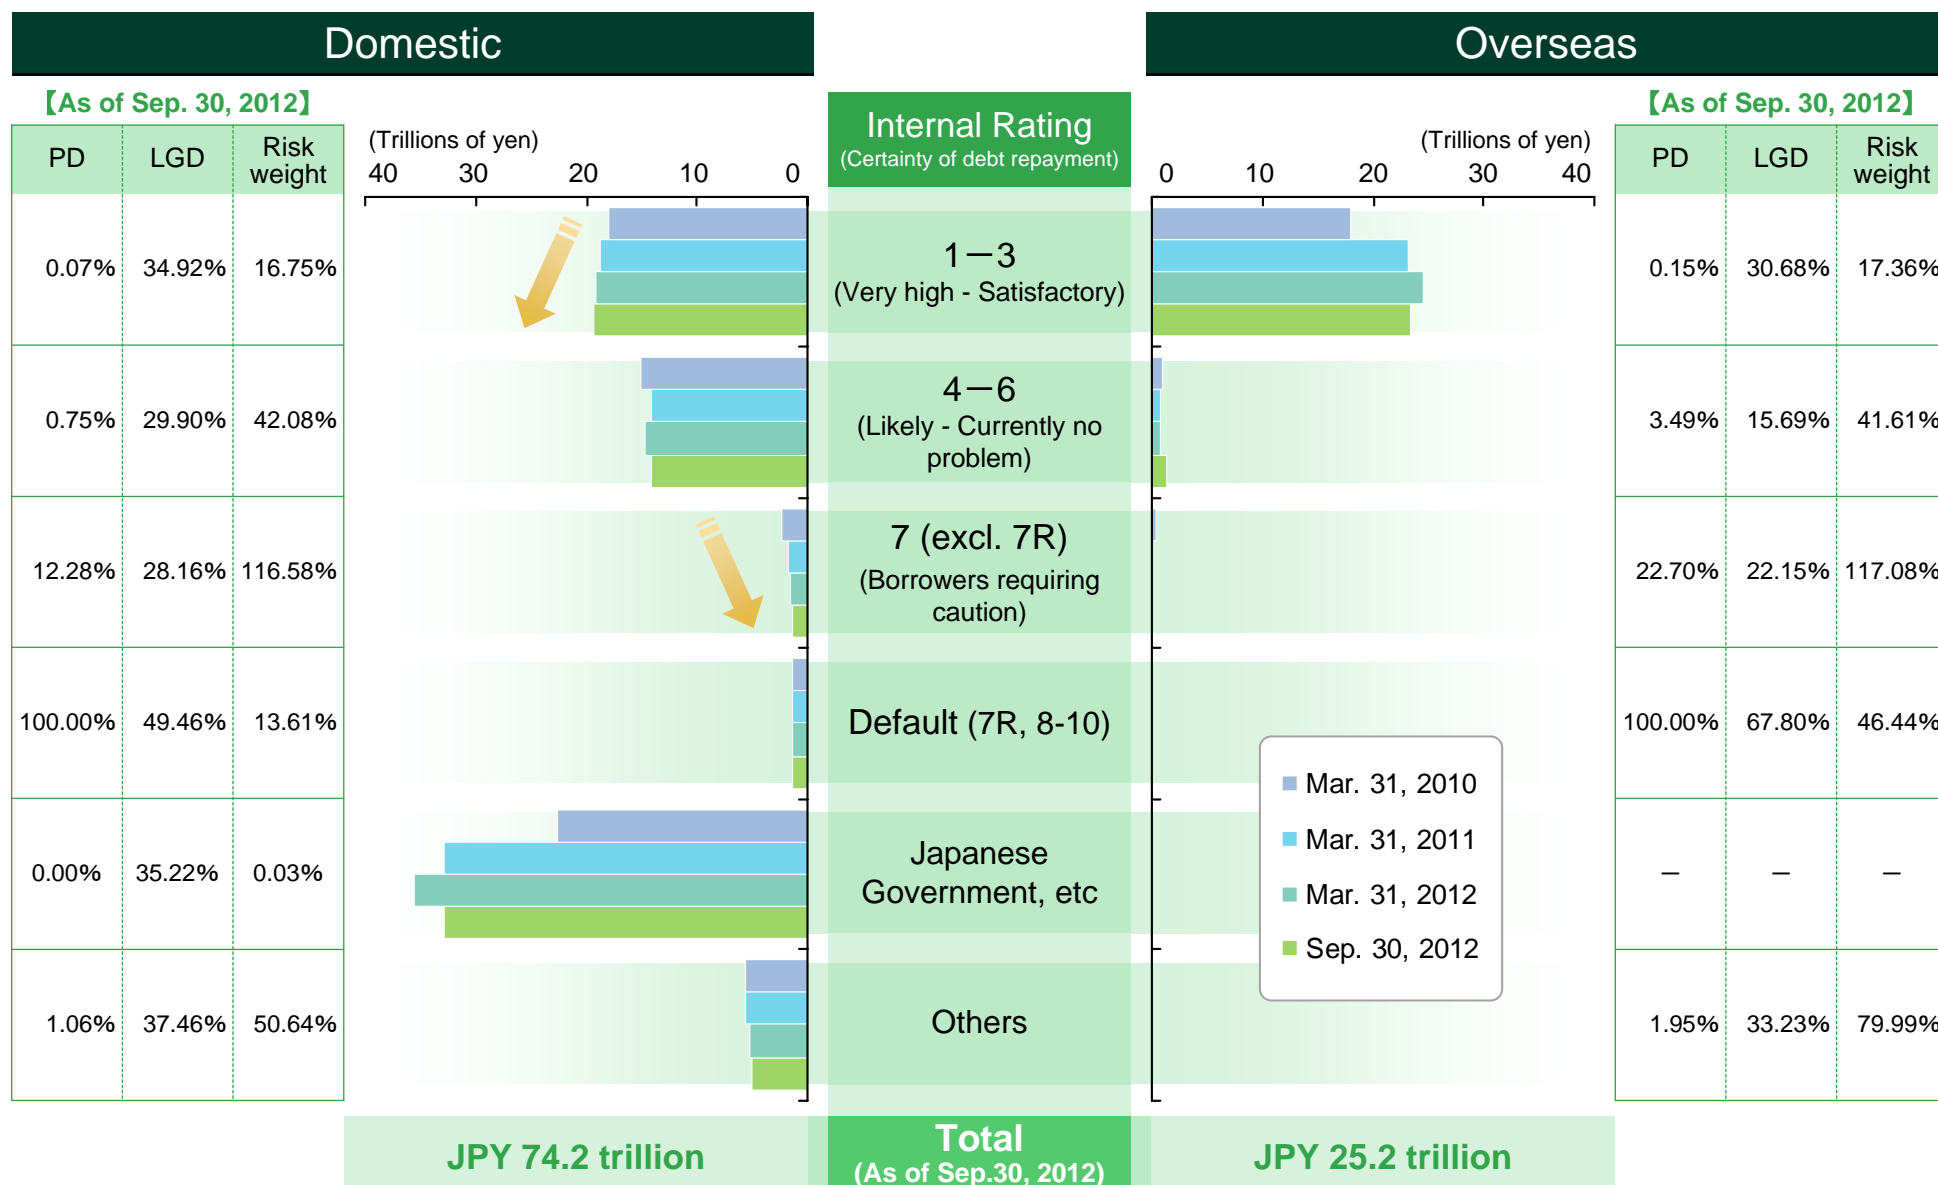 Domestic
Overseas
【As of Sep. 30, 2012】
【As of Sep. 30, 2012】
PD LGD Risk weight
(Trillions of yen)
40 30 20 10 0
Internal Rating
(Certainty of debt repayment)
(Trillions of yen)
0 10 20 30 40
PD LGD Risk weight
0.07% 34.92% 16.75%
1－3
(Very high - Satisfactory)
0.15% 30.68% 17.36%
0.75% 29.90% 42.08%
4－6
(Likely - Currently no
problem)
3.49% 15.69% 41.61%
12.28% 28.16% 116.58%
7 (excl. 7R)
(Borrowers requiring
caution)
22.70% 22.15% 117.08%
100.00% 49.46% 13.61%
Default (7R, 8-10)
100.00% 67.80% 46.44%
0.00% 35.22% 0.03%
Japanese
Government, etc
－ － －
1.06% 37.46% 50.64%
Others
1.95% 33.23% 79.99%
Mar. 31, 2010
Mar. 31, 2011
Mar. 31, 2012
Sep. 30, 2012
JPY 74.2 trillion
Total
(As of Sep.30, 2012)
JPY 25.2 trillion